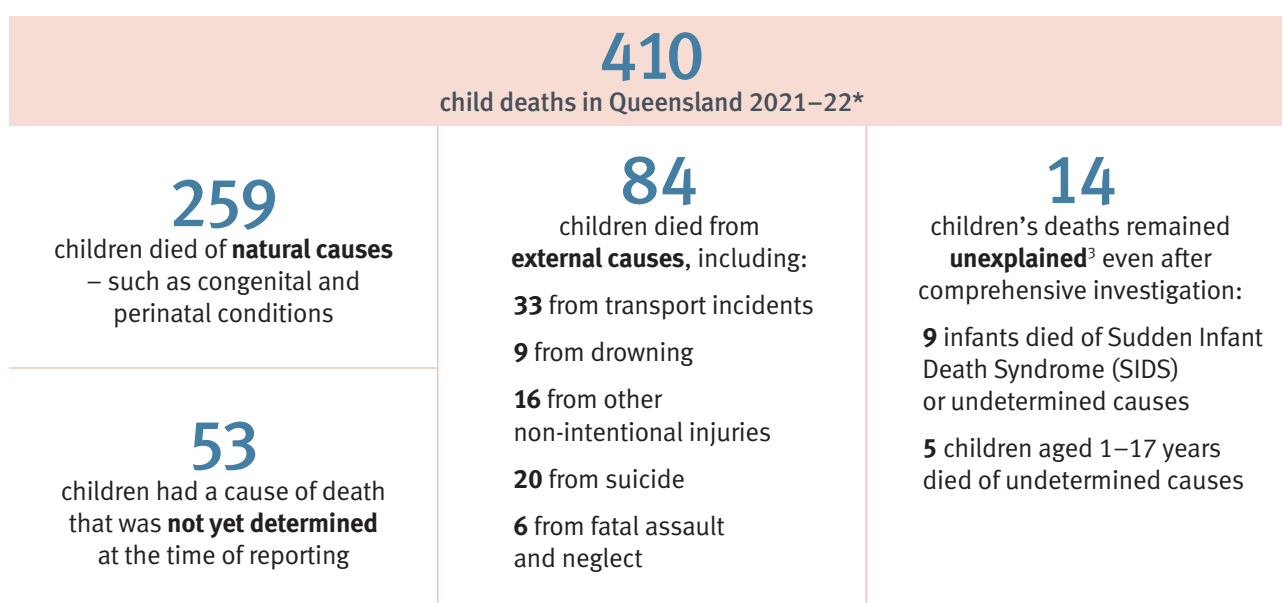 410
child deaths in Queensland 2021–22*
259
children died of natural causes
– such as congenital and
perinatal conditions
53
children had a cause of death
that was not yet determined
at the time of reporting
84
children died from
external causes, including:
33 from transport incidents
9 from drowning
16 from other
non-intentional injuries
20 from suicide
6 from fatal assault
and neglect
14
children’s deaths remained
unexplained³ even after
comprehensive investigation:
9 infants died of Sudden Infant
Death Syndrome (SIDS)
or undetermined causes
5 children aged 1–17 years
died of undetermined causes